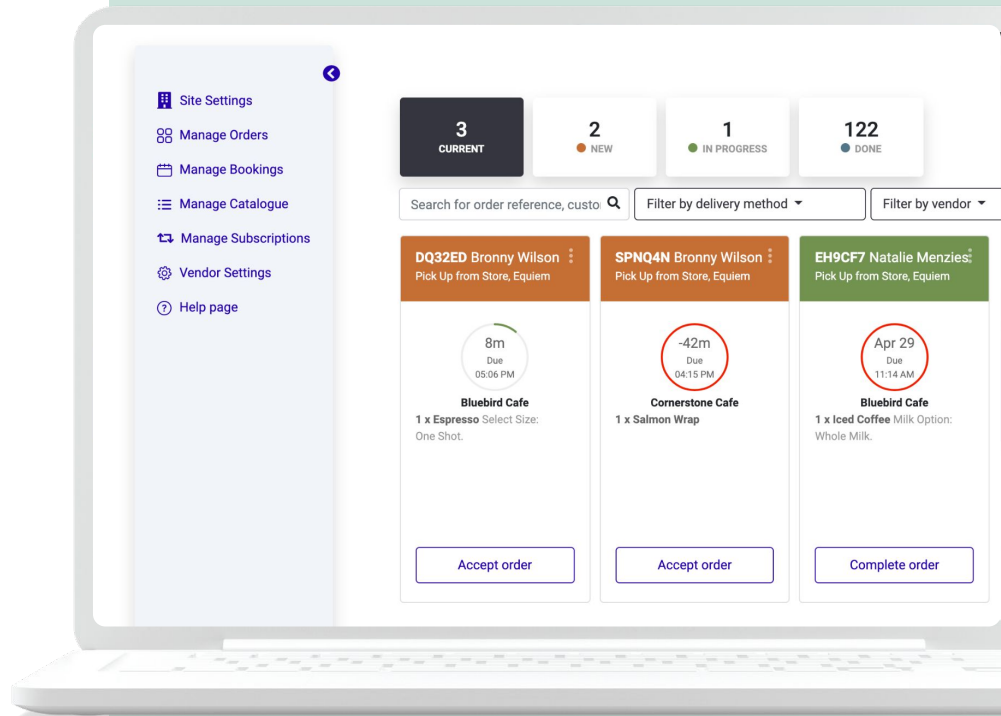 Site Settings
Manage Orders
Manage Bookings
Manage Catalogue
Manage Subscriptions
Vendor Settings
Help page
3
CURRENT
2
NEW
1
IN PROGRESS
122
DONE
Search for order reference, custo
Filter by delivery method
Filter by vendor
DQ32ED Bronny Wilson
Pick Up from Store, Equiem
8m
Due
05:06 PM
Bluebird Cafe
1 x Espresso Select Size:
One Shot.
Accept order
SPNQ4N Bronny Wilson
Pick Up from Store, Equiem
-42m
Due
04:15 PM
Cornerstone Cafe
1 x Salmon Wrap
Accept order
EH9CF7 Natalie Menzies
Pick Up from Store, Equiem
Apr 29
Due
11:14 AM
Bluebird Cafe
1 x Iced Coffee Milk Option:
Whole Milk.
Complete order